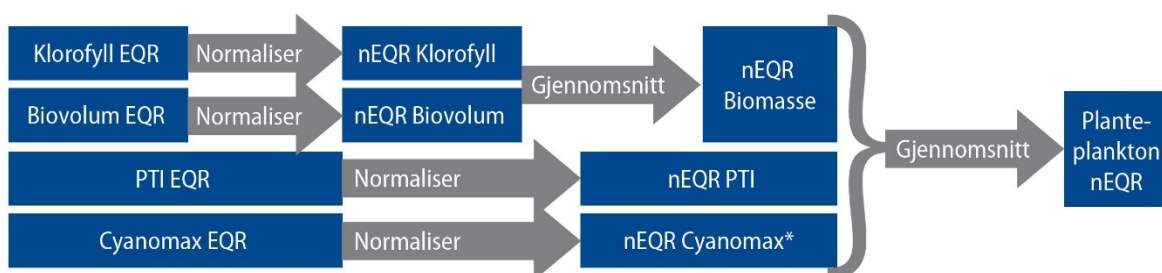 Klorofyll EQR
Normaliser
nEQR Klorofyll
Biovolum EQR
Normaliser
nEQR Biovolum
Gjennomsnitt
nEQR
Biomasse
PTI EQR
Normaliser
nEQR PTI
Cyanomax EQR
Normaliser
nEQR Cyanomax*
Gjennomsnitt
Plante-
plankton
nEQR